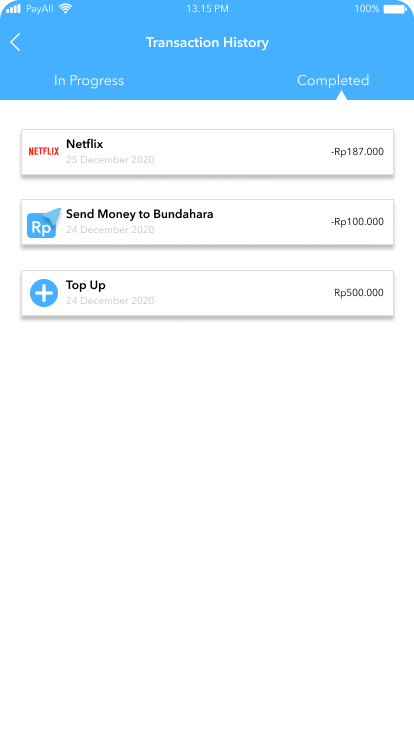 PayAll 13.15 PM 100%
Transaction History
In Progress Completed
NETFLIX Netflix -Rp187.000
25 December 2020
Rp Send Money to Bundahara -Rp100.000
24 December 2020
Top Up Rp500.000
24 December 2020